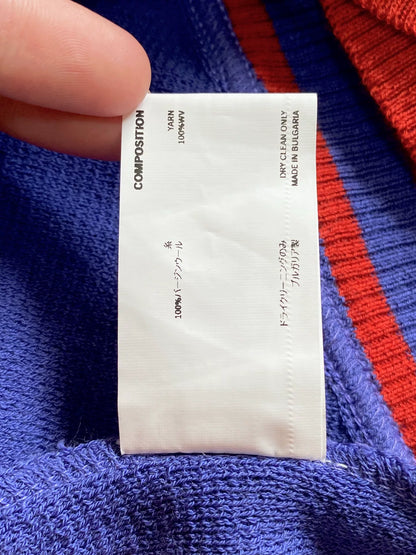 COMPOSITION
YARN
100%WV
DRY CLEAN ONLY
MADE IN BULGARIA
糸
100%バージンウール
ドライクリーニングのみ
ブルガリア製